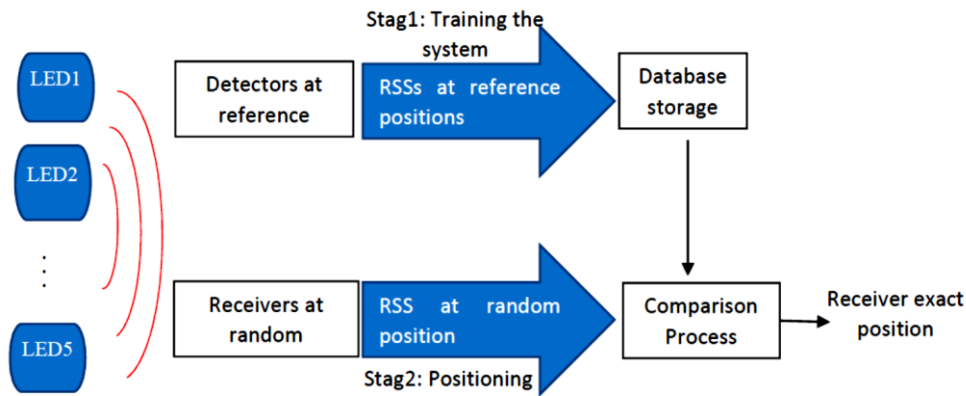 LED1
LED2
⋮
LED5
Detectors at
reference
Stag1: Training the
system
RSSs at reference
positions
Database
storage
Receivers at
random
RSS at random
position
Stag2: Positioning
Comparison
Process
Receiver exact
position